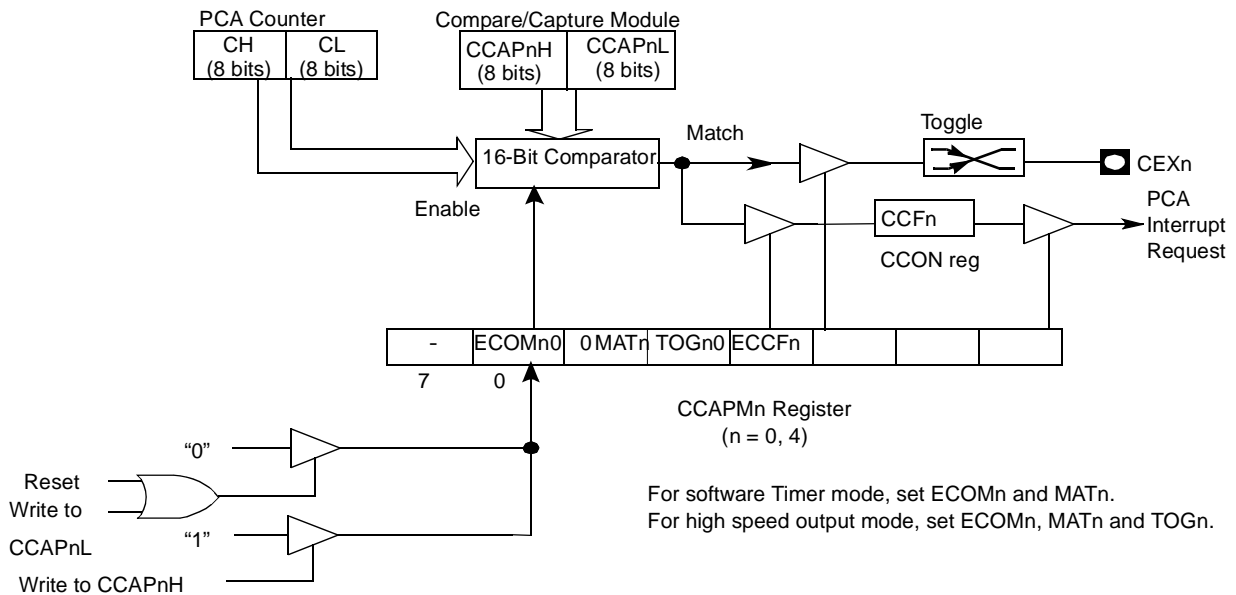 PCA Counter
CH
(8 bits)
CL
(8 bits)
Compare/Capture Module
CCAPnH
(8 bits)
CCAPnL
(8 bits)
16-Bit Comparator
Match
Toggle
CEXn
Enable
CCFn
CCON reg
PCA
Interrupt
Request
- ECOMn0 0 MATn TOGn0 ECCFn
7 0
CCAPMn Register
(n = 0, 4)
“0”
Reset
Write to
CCAPnL
“1”
Write to CCAPnH
For software Timer mode, set ECOMn and MATn.
For high speed output mode, set ECOMn, MATn and TOGn.